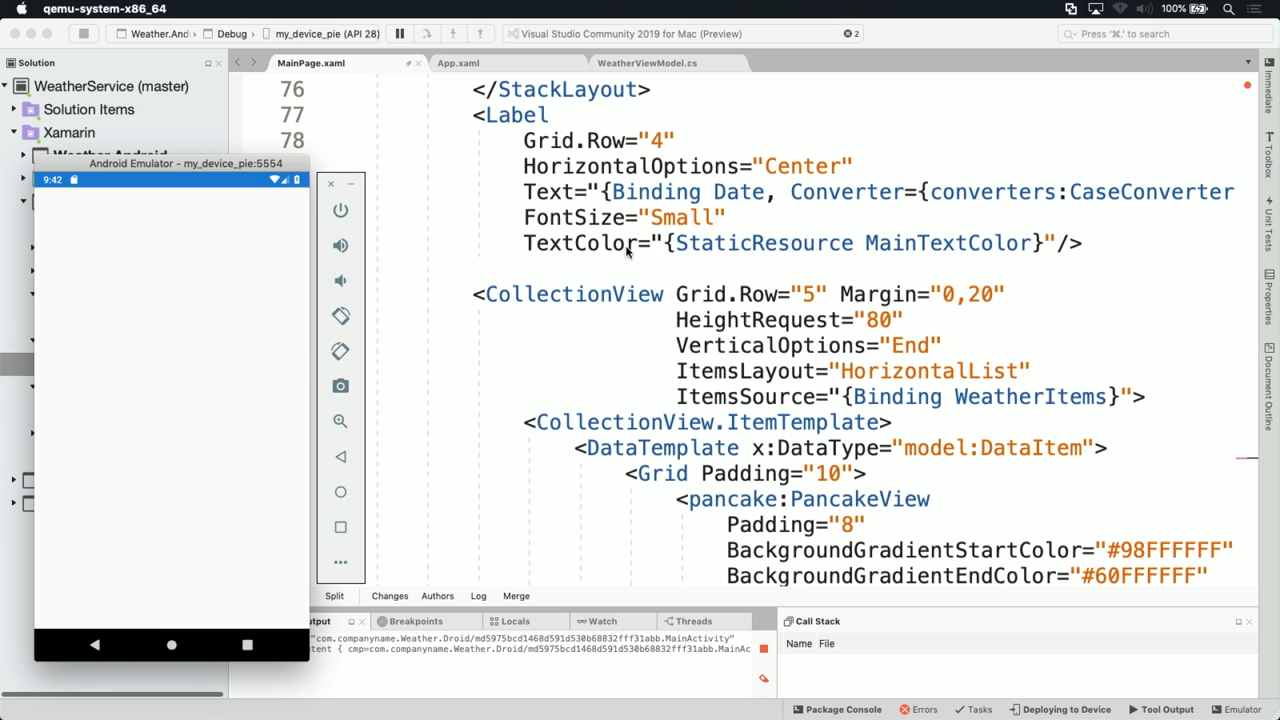 qemu-system-x86_64
100%
Weather.And
Debug
my_device_pie (API 28)
Visual Studio Community 2019 for Mac (Preview)
2
Press '⌘.' to search
Solution
MainPage.xaml
App.xaml
WeatherViewModel.cs
WeatherService (master)
Solution Items
Xamarin
Android Emulator - my_device_pie:5554
9:42
76 </StackLayout>
77 <Label
78 Grid.Row="4"
HorizontalOptions="Center"
Text="{Binding Date, Converter={converters:CaseConverter
FontSize="Small"
TextColor="{StaticResource MainTextColor}"/>
<CollectionView Grid.Row="5" Margin="0,20"
HeightRequest="80"
VerticalOptions="End"
ItemsLayout="HorizontalList"
ItemsSource="{Binding WeatherItems}">
<CollectionView.ItemTemplate>
<DataTemplate x:DataType="model:DataItem">
<Grid Padding="10">
<pancake:PancakeView
Padding="8"
BackgroundGradientStartColor="#98FFFFFF"
BackgroundGradientEndColor="#60FFFFFF"
Immediate
Toolbox
Unit Tests
Properties
Document Outline
Split
Changes
Authors
Log
Merge
utput
Breakpoints
Locals
Watch
Threads
Call Stack
"com.companyname.Weather.Droid/md5975bcd1468d591d530b68832fff31abb.MainActivity"
tent { cmp=com.companyname.Weather.Droid/md5975bcd1468d591d530b68832fff31abb.MainAc
Name File
Package Console
Errors
Tasks
Deploying to Device
Tool Output
Emulator